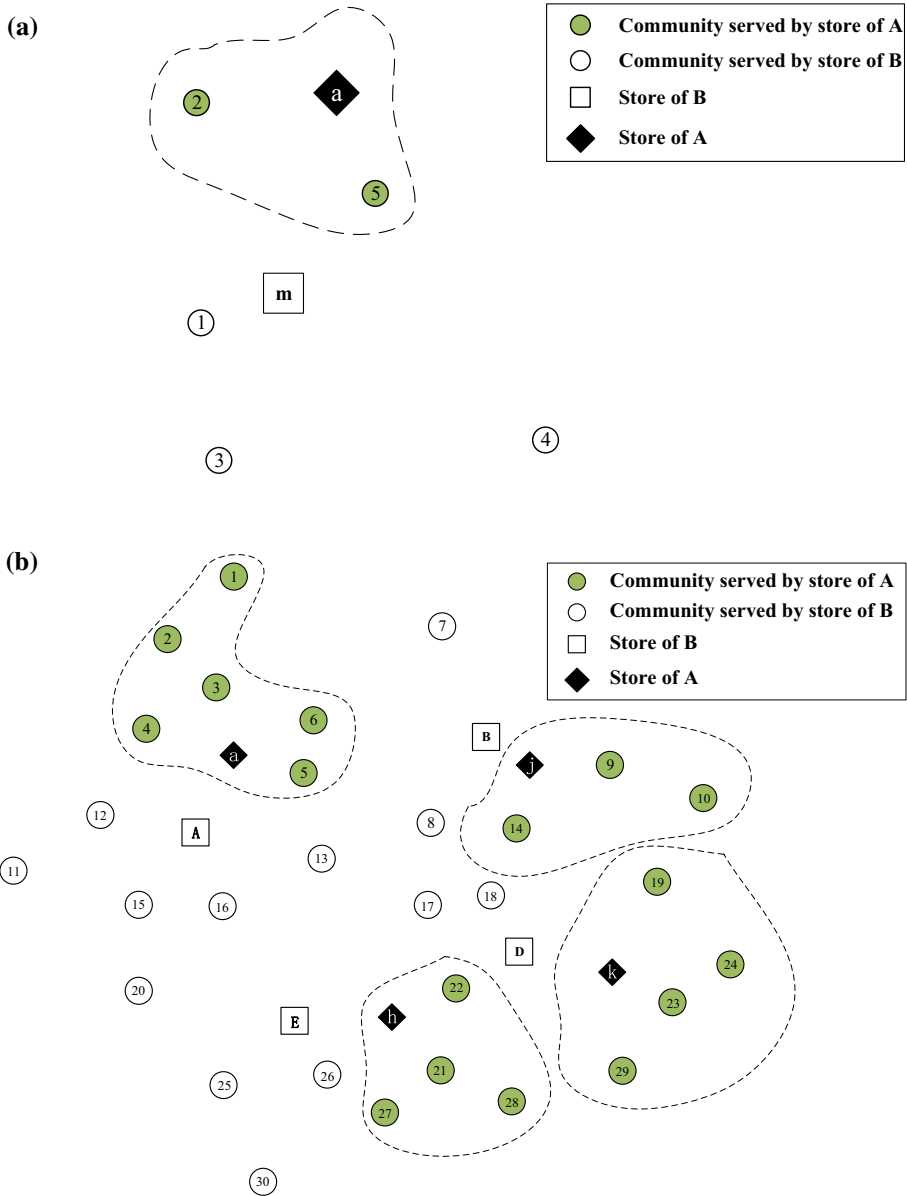 (a)
Community served by store of A
Community served by store of B
Store of B
Store of A
a
2
5
m
1
4
3
(b)
Community served by store of A
Community served by store of B
Store of B
Store of A
1
7
2
3
6
4
B
a
j
9
5
10
12
8
14
A
13
11
19
18
15
16
17
D
24
k
22
20
23
h
E
21
29
26
25
28
27
30